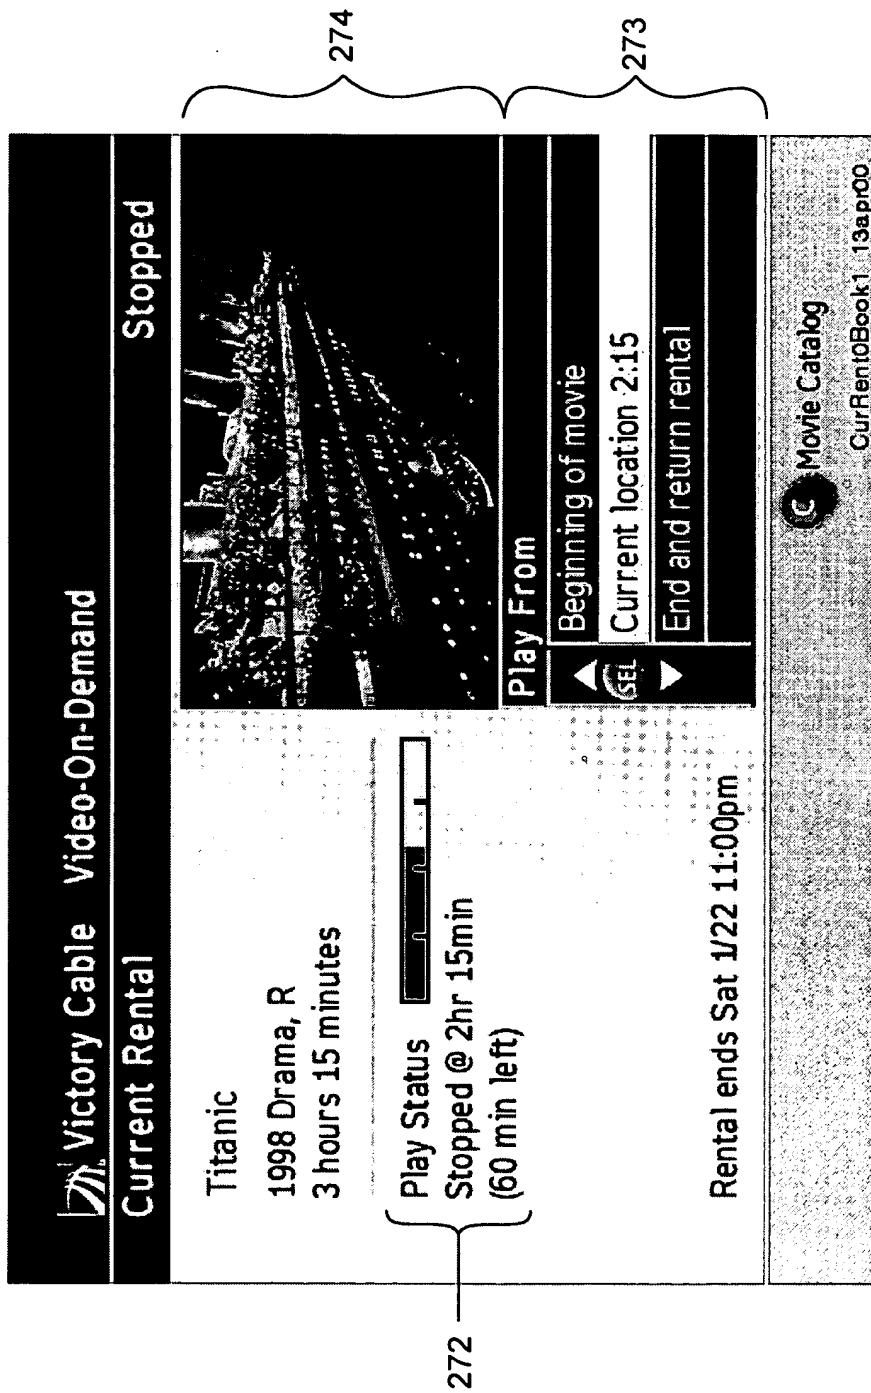 Victory Cable Video-On-Demand
Current Rental
Stopped
Titanic
1998 Drama, R
3 hours 15 minutes
Play Status
Stopped @ 2hr 15min
(60 min left)
Rental ends Sat 1/22 11:00pm
Play From
Beginning of movie
SEL
Current location 2:15
End and return rental
C Movie Catalog
CurRent0Book1 13apr00
272
274
273